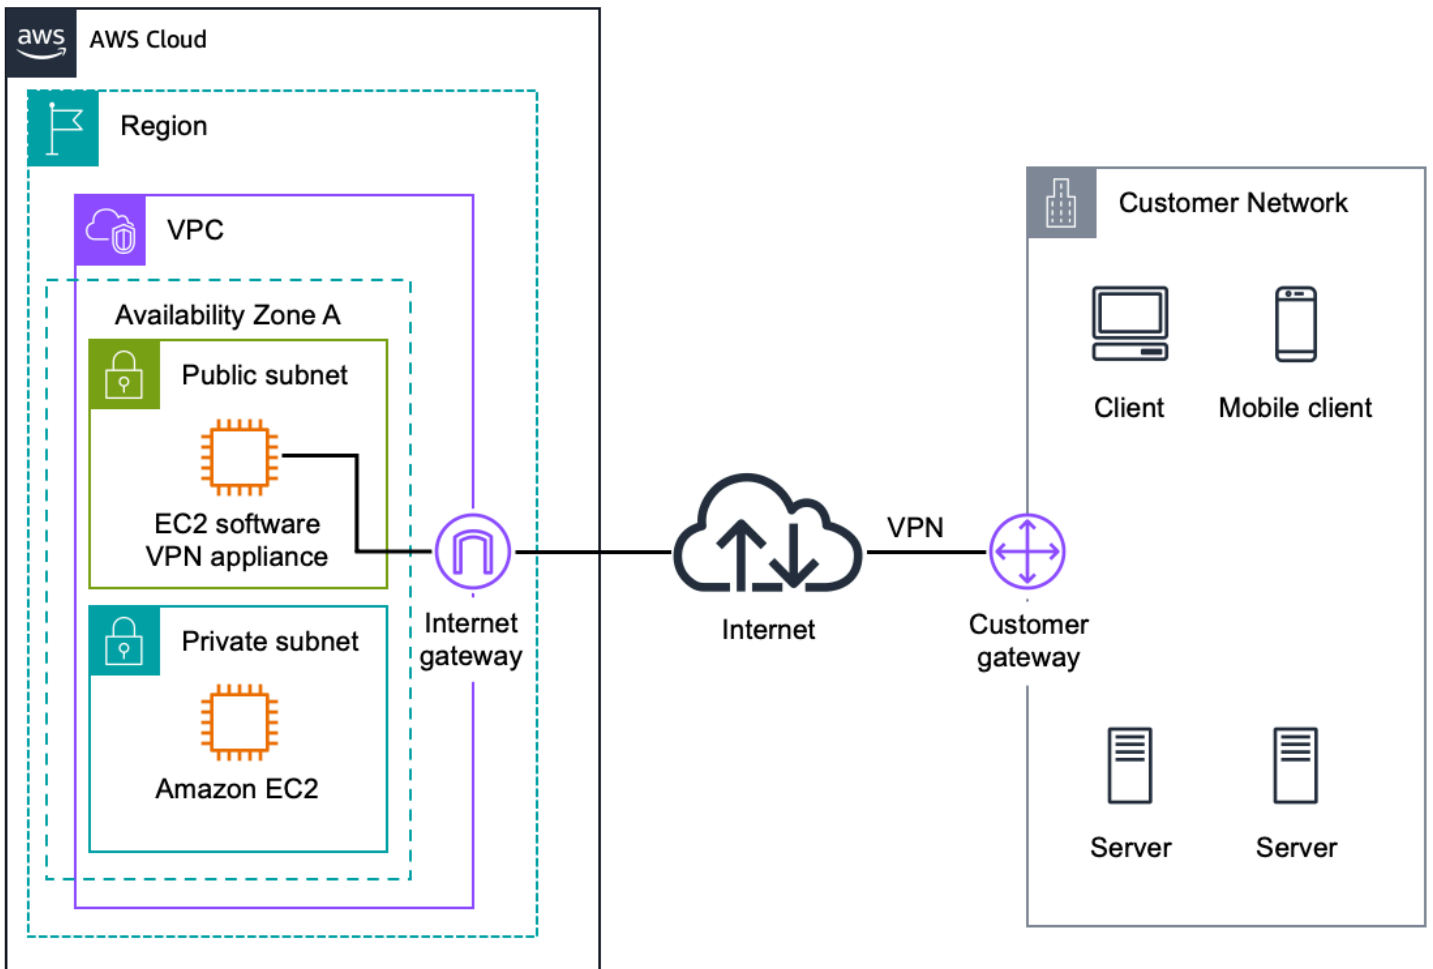 aws
AWS Cloud
Region
VPC
Availability Zone A
Public subnet
EC2 software
VPN appliance
Private subnet
Amazon EC2
Internet
gateway
Internet
VPN
Customer
gateway
Customer Network
Client
Mobile client
Server
Server